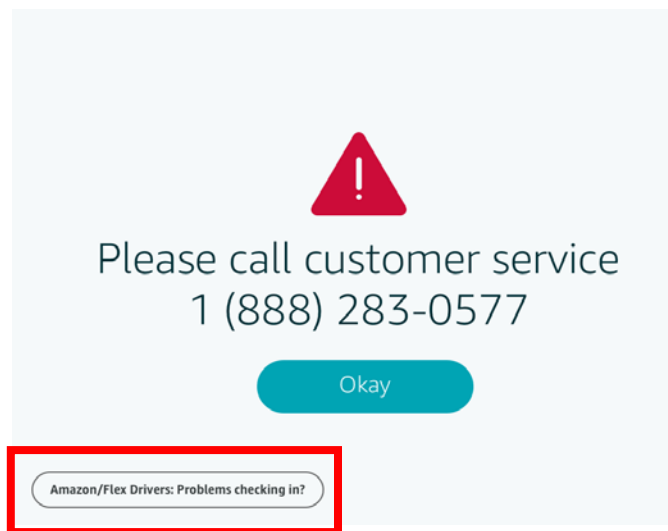 Please call customer service
1 (888) 283-0577
Okay
Amazon/Flex Drivers: Problems checking in?